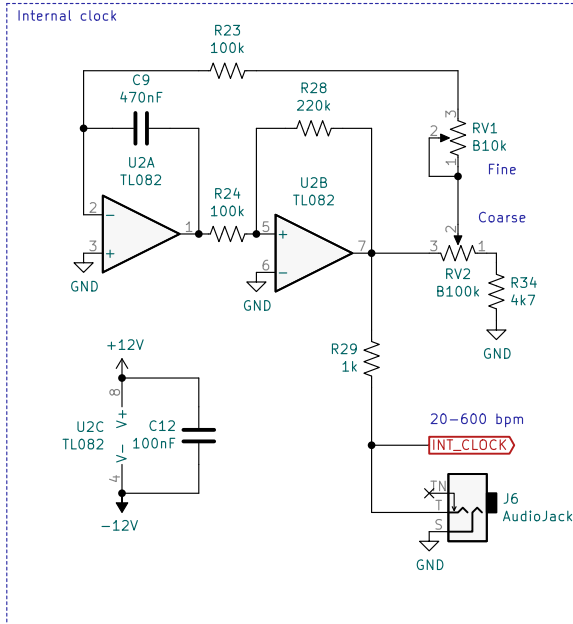 Internal clock
R23
100k
C9
470nF
R28
220k
3
2
RV1
B10k
1
Fine
U2A
TL082
U2B
TL082
2
−
1
R24
100k
Coarse
2
3
+
5
+
7
3
1
RV2
B100k
6
−
R34
4k7
GND
GND
GND
+12V
R29
1k
8
V+
U2C
TL082
C12
100nF
V−
4
−12V
20-600 bpm
INT_CLOCK
TN
T
S
J6
AudioJack
GND